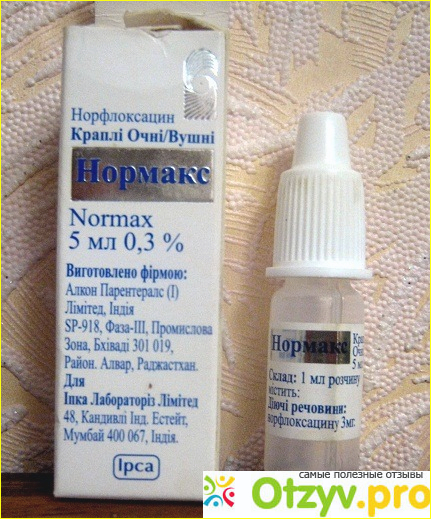 Норфлоксацин
Краплі Очні/Вушні
Нормакс
Normax
5 мл 0,3 %
Виготовлено фірмою:
Алкон Парентералс (I)
Лімітед, Індія
SP-918, Фаза-III, Промислова
Зона, Бхіваді 301 019,
Район. Алвар, Раджастхан.
Для
Іпка Лабораторіз Лімітед
48, Кандивлі Інд. Естейт,
Мумбай 400 067, Індія.
Ipca
Нормакс
5 м
Склад: 1 мл розчину
містить:
Діючі речовини:
норфлоксацину 3мг.
самые полезные отзывы
Otzyv.pro